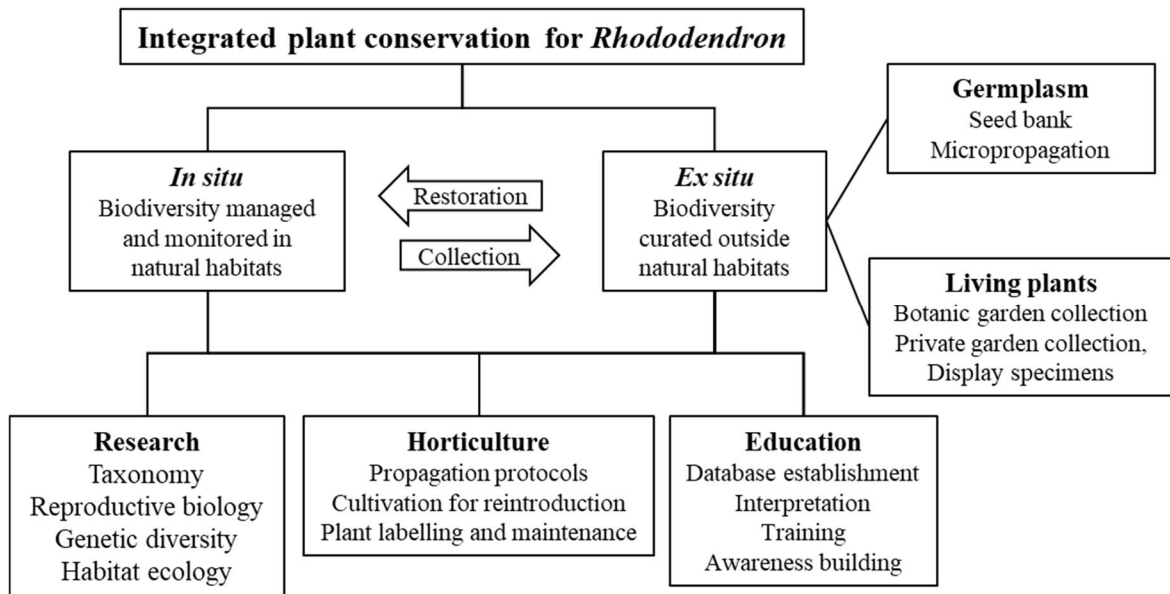 Integrated plant conservation for Rhododendron
In situ
Biodiversity managed
and monitored in
natural habitats
Restoration
Collection
Ex situ
Biodiversity
curated outside
natural habitats
Germplasm
Seed bank
Micropropagation
Living plants
Botanic garden collection
Private garden collection,
Display specimens
Research
Taxonomy
Reproductive biology
Genetic diversity
Habitat ecology
Horticulture
Propagation protocols
Cultivation for reintroduction
Plant labelling and maintenance
Education
Database establishment
Interpretation
Training
Awareness building